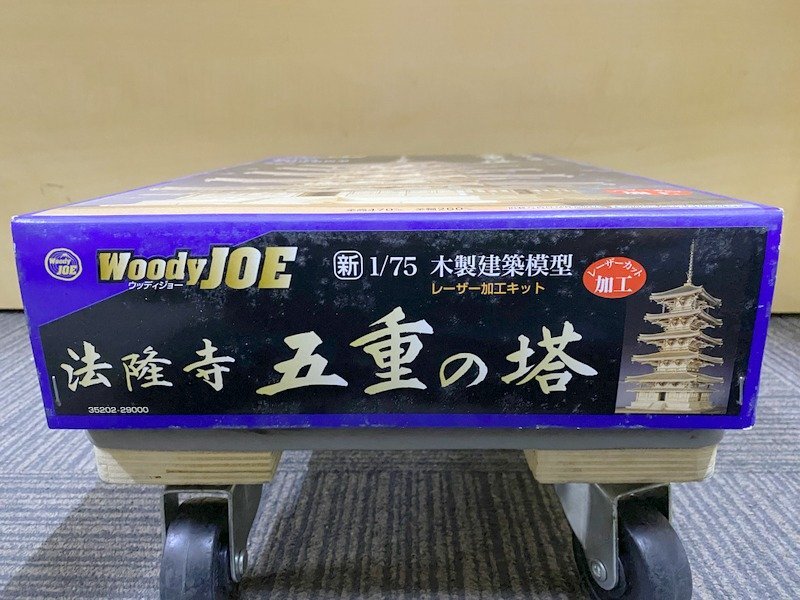 Woody
JOE
WoodyJOE
ウッディジョー
新 1/75 木製建築模型
レーザー加工キット
レーザーカット
加工
法隆寺 五重の塔
35202-29000